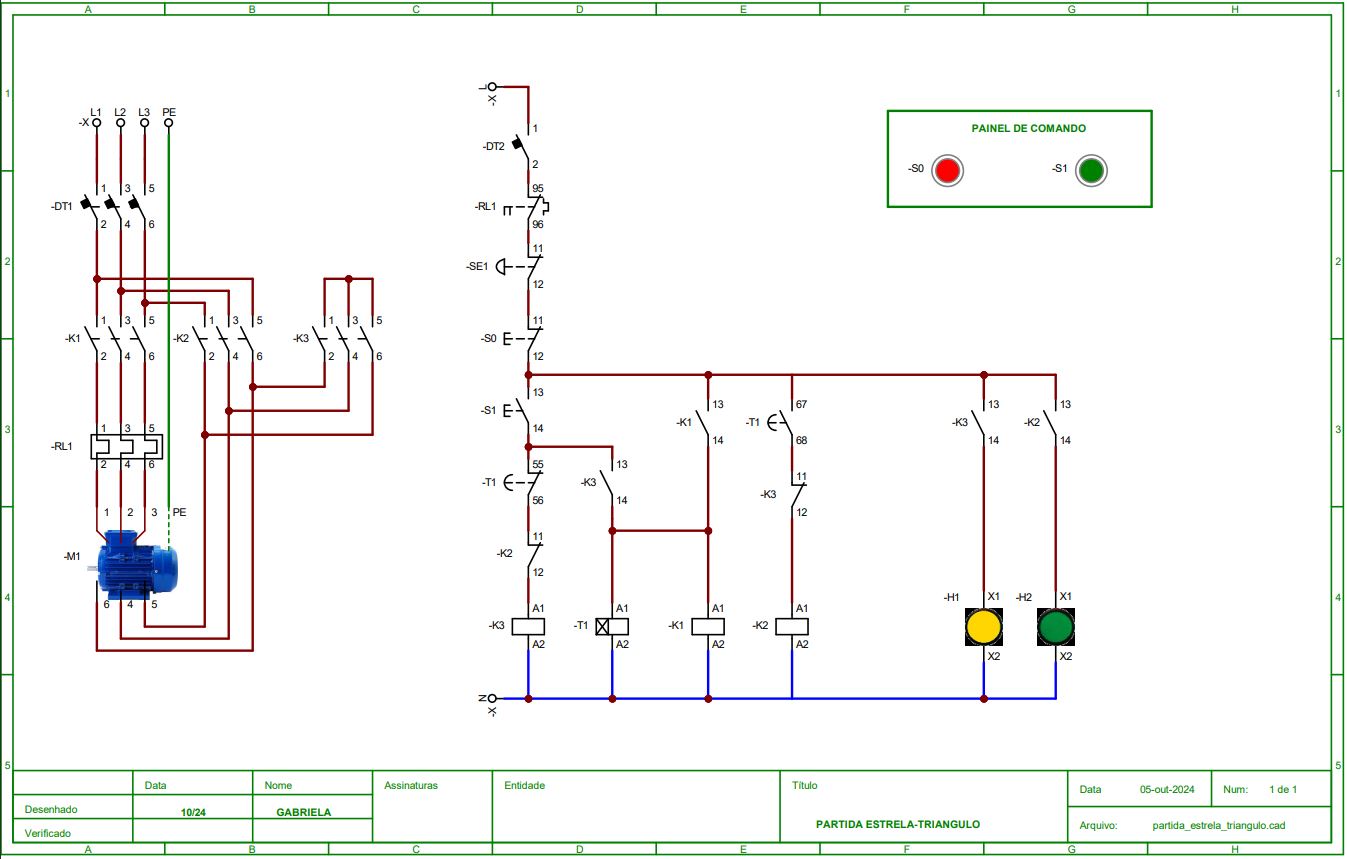 A B C D E F G H
1 1
L
-X
L1 L2 L3 PE
-X
PAINEL DE COMANDO
-S0 -S1
1
-DT2
2
1 3 5
-DT1
2 4 6
95
-RL1
96
2 2
11
-SE1
12
1 3 5 1 3 5 1 3 5
-K1 -K2 -K3
2 4 6 2 4 6 2 4 6
11
-S0
12
13 13 67 13 13
-S1 -K1 -T1 -K3 -K2
14 14 68 14 14
3 3
1 3 5
-RL1
2 4 6
55 13 11
-T1 -K3 -K3
56 14 12
1 2 3 PE
-M1
6 4 5
11
-K2
12
4 4
A1 A1 A1 A1 X1 X1
-K3 -T1 -K1 -K2 -H1 -H2
A2 A2 A2 A2 X2 X2
N
-X
5 5
Data Nome Assinaturas Entidade Título Data 05-out-2024 Num: 1 de 1
Desenhado 10/24 GABRIELA
PARTIDA ESTRELA-TRIANGULO Arquivo: partida_estrela_triangulo.cad
Verificado
A B C D E F G H